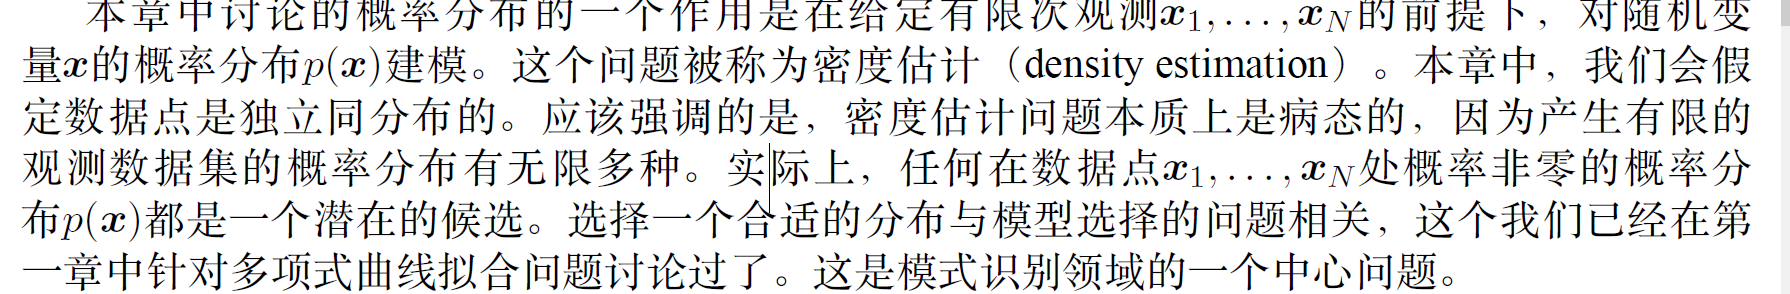 本章中讨论的概率分布的一个作用是在给定有限次观测x₁, . . . , x_N的前提下，对随机变
量x的概率分布p(x)建模。这个问题被称为密度估计（density estimation）。本章中，我们会假
定数据点是独立同分布的。应该强调的是，密度估计问题本质上是病态的，因为产生有限的
观测数据集的概率分布有无限多种。实际上，任何在数据点x₁, . . . , x_N处概率非零的概率分
布p(x)都是一个潜在的候选。选择一个合适的分布与模型选择的问题相关，这个我们已经在第
一章中针对多项式曲线拟合问题讨论过了。这是模式识别领域的一个中心问题。